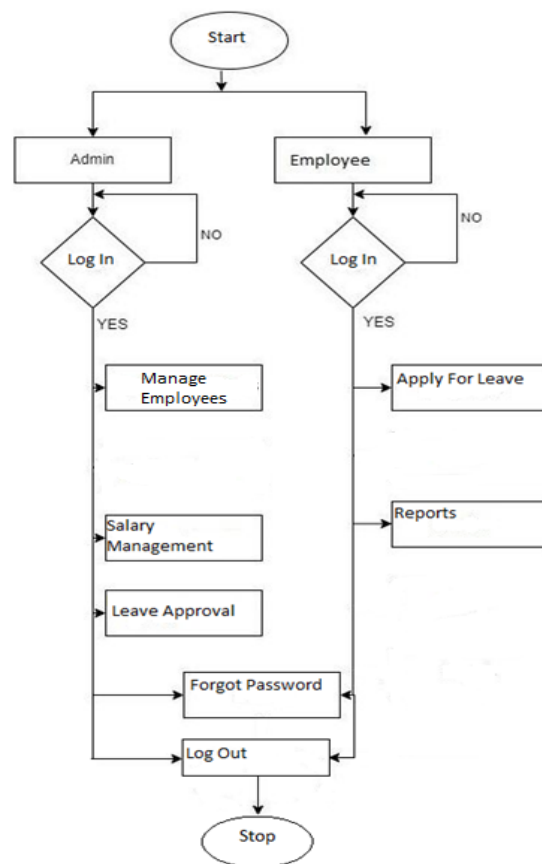 Start
Admin
Employee
NO
NO
Log In
Log In
YES
YES
Manage
Employees
Apply For Leave
Salary
Management
Reports
Leave Approval
Forgot Password
Log Out
Stop